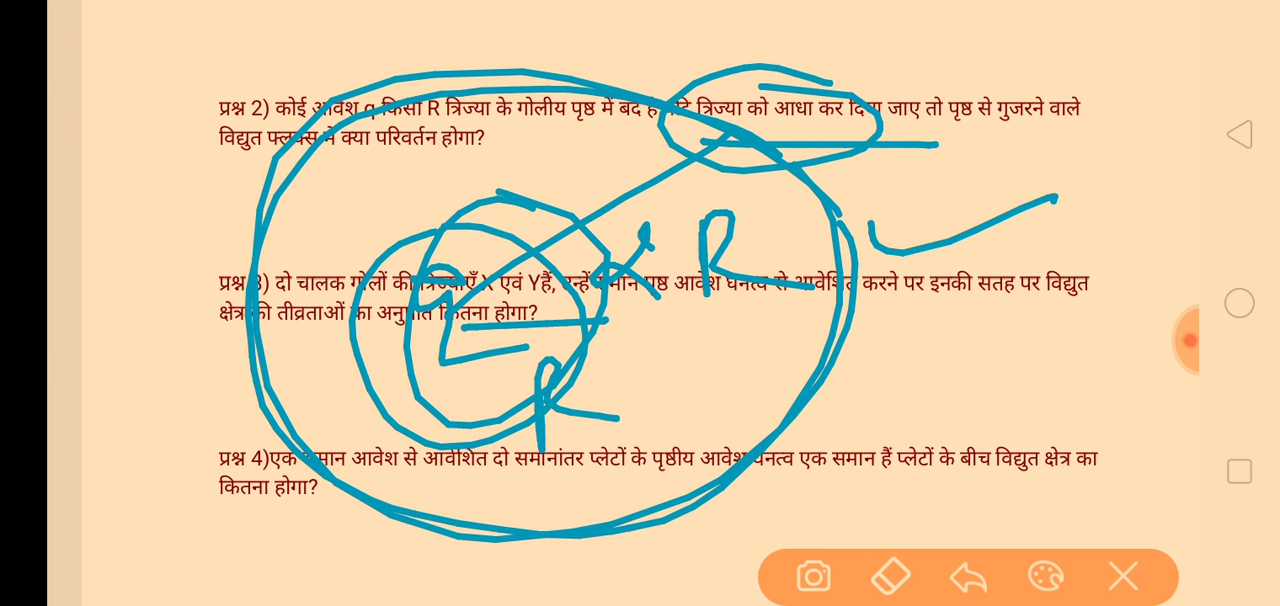 प्रश्न 2) कोई आवेश q किसी R त्रिज्या के गोलीय पृष्ठ में बंद है त्रिज्या को आधा कर दिया जाए तो पृष्ठ से गुजरने वाले
विद्युत फ्लक्स में क्या परिवर्तन होगा?
R
प्रश्न 3) दो चालक गोलों की त्रिज्याएँ X एवं Yहैं, उन्हें समान पृष्ठ आवेश घनत्व से आवेशित करने पर इनकी सतह पर विद्युत
क्षेत्र की तीव्रताओं का अनुपात कितना होगा?
R
प्रश्न 4)एक समान आवेश से आवेशित दो समानांतर प्लेटों के पृष्ठीय आवेश घनत्व एक समान हैं प्लेटों के बीच विद्युत क्षेत्र का
कितना होगा?